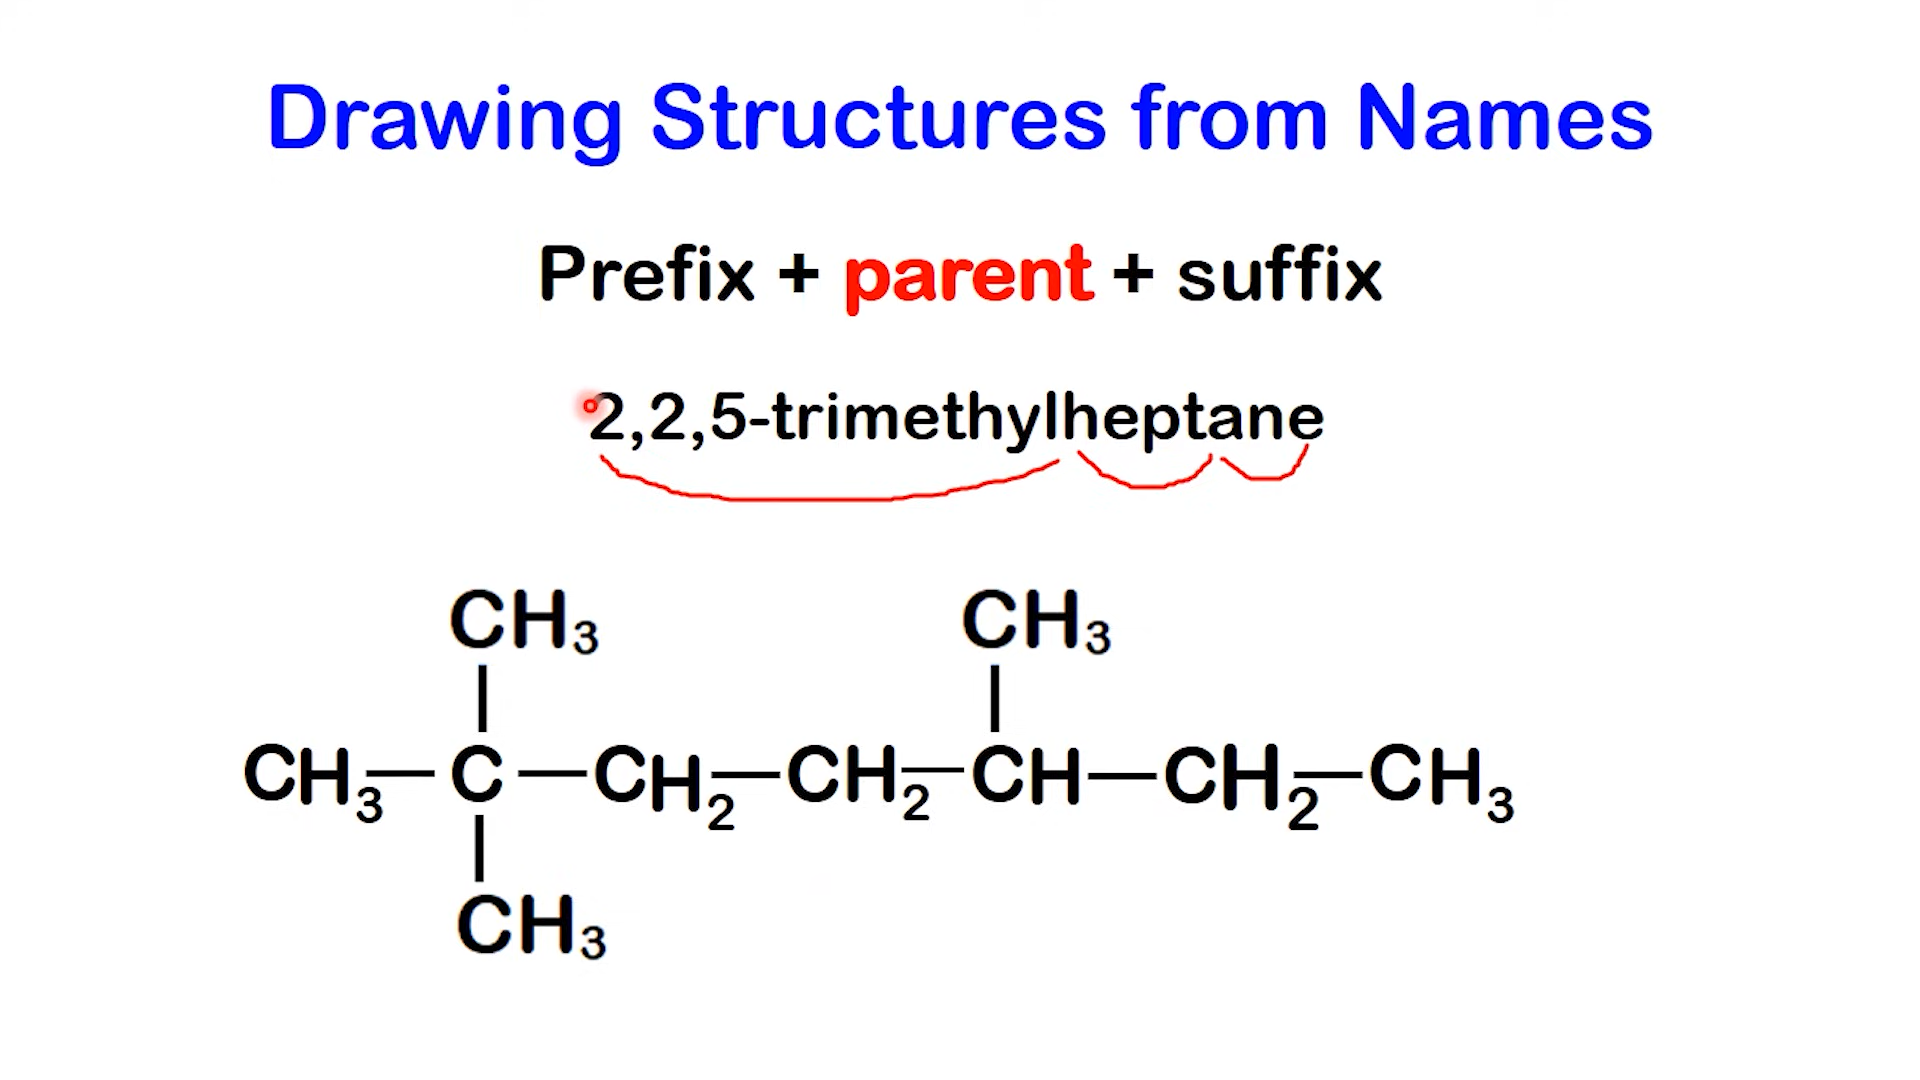 Drawing Structures from Names
Prefix + parent + suffix
2,2,5-trimethylheptane
CH₃ CH₃
CH₃—C—CH₂—CH₂—CH—CH₂—CH₃
CH₃